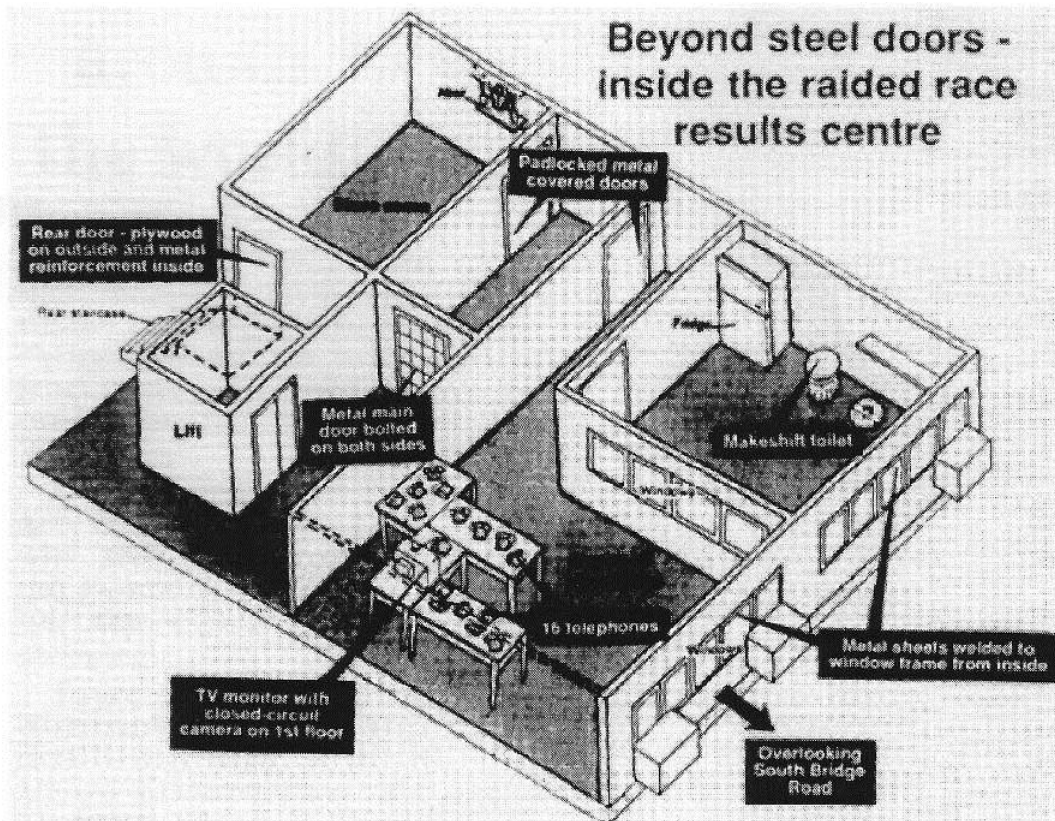 Beyond steel doors -
inside the raided race
results centre
Altar
Padlocked metal
covered doors
Rear door - plywood
on outside and metal
reinforcement inside
Rear staircase
Fridge
Lift
Metal main
door bolted
on both sides
Makeshift toilet
Windows
16 telephones
Windows
Metal sheets welded to
window frame from inside
TV monitor with
closed-circuit
camera on 1st floor
Overlooking
South Bridge
Road